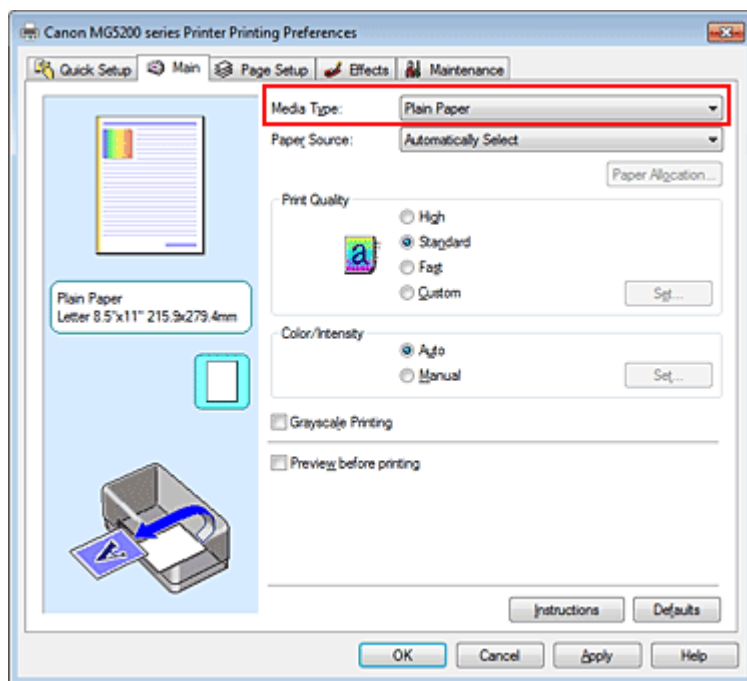 Canon MG5200 series Printer Printing Preferences
Quick Setup Main Page Setup Effects Maintenance
Media Type: Plain Paper
Paper Source: Automatically Select
Paper Allocation...
Print Quality
High
a Standard
Fast
Custom Set...
Plain Paper
Letter 8.5"x11" 215.9x279.4mm
Color/Intensity
Auto
Manual Set...
Grayscale Printing
Preview before printing
A
Instructions Defaults
OK Cancel Apply Help